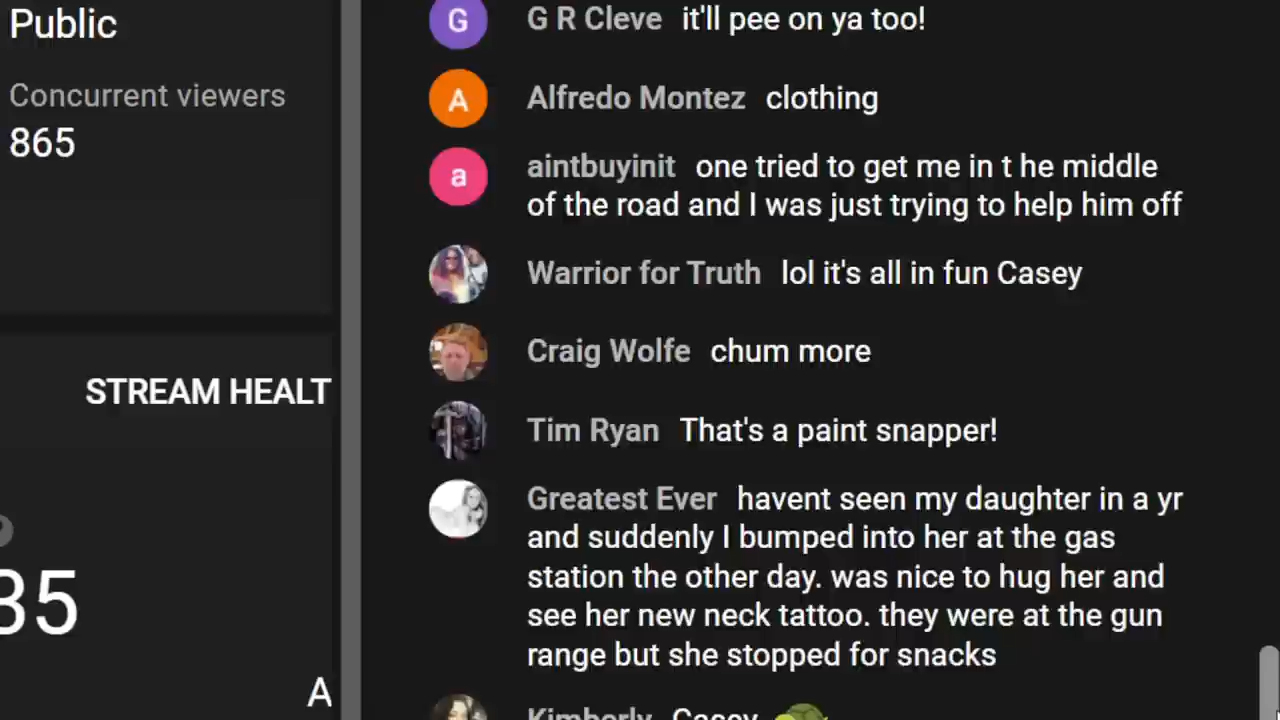 Public
Concurrent viewers
865
STREAM HEALT
35
A
G
G R Cleve it'll pee on ya too!
A
Alfredo Montez clothing
a
aintbuyinit one tried to get me in t he middle
of the road and I was just trying to help him off
Warrior for Truth lol it's all in fun Casey
Craig Wolfe chum more
Tim Ryan That's a paint snapper!
Greatest Ever havent seen my daughter in a yr
and suddenly I bumped into her at the gas
station the other day. was nice to hug her and
see her new neck tattoo. they were at the gun
range but she stopped for snacks
Kimberly Casey 🐢